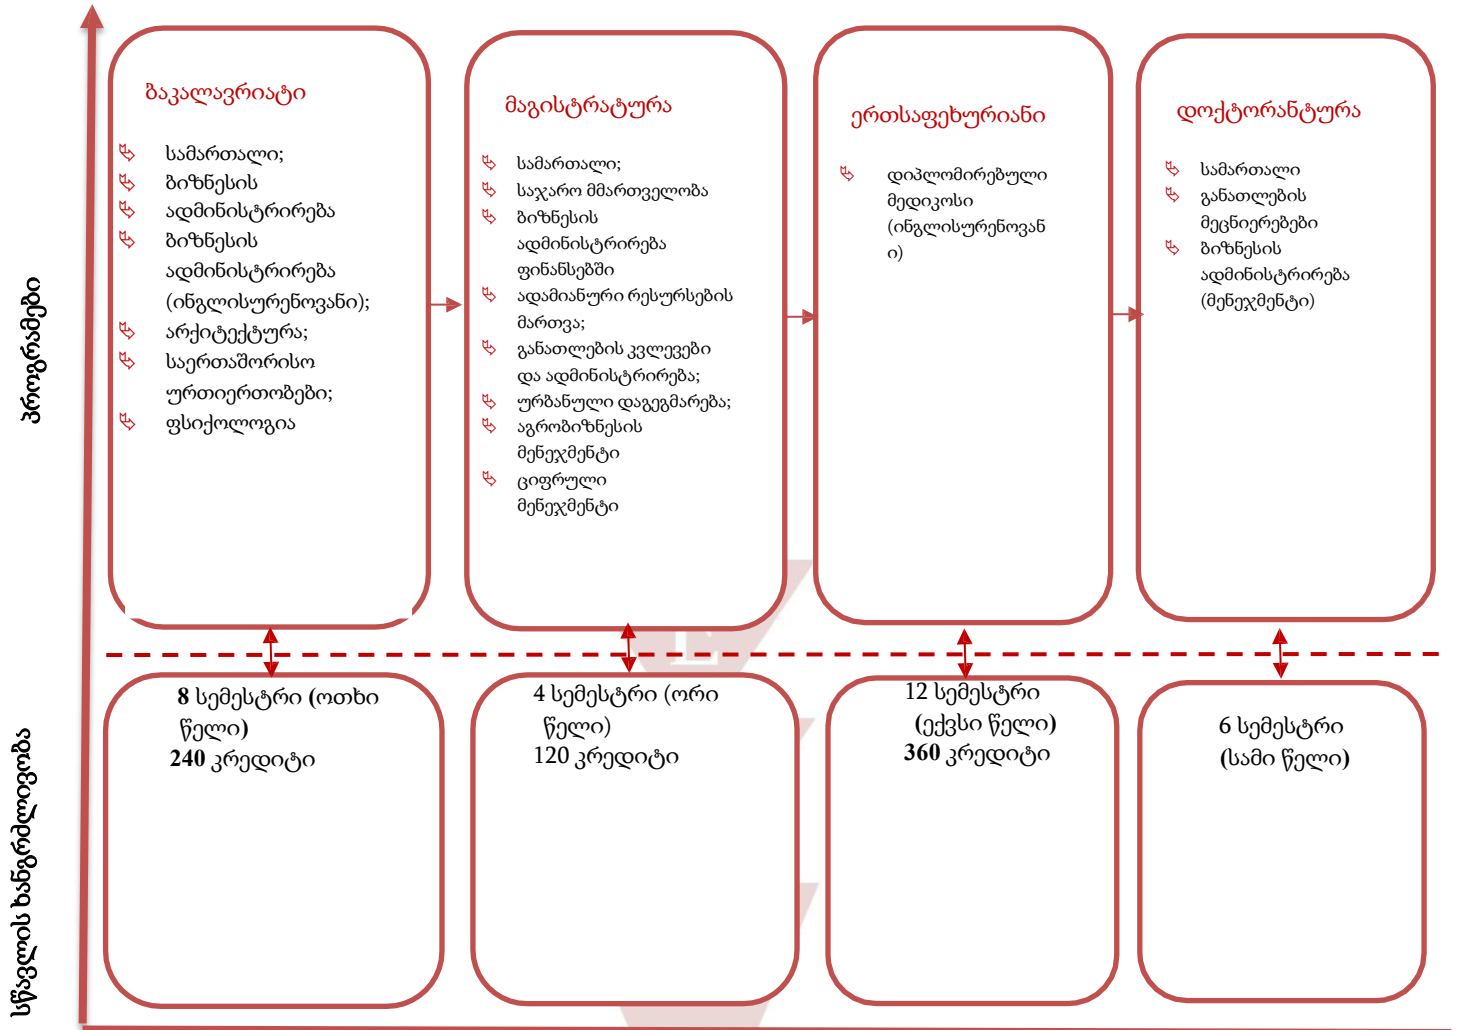 პროგრამები
ბაკალავრიატი
სამართალი;
ბიზნესის
ადმინისტრირება
ბიზნესის
ადმინისტრირება
(ინგლისურენოვანი);
არქიტექტურა;
საერთაშორისო
ურთიერთობები;
ფსიქოლოგია
მაგისტრატურა
სამართალი;
საჯარო მმართველობა
ბიზნესის
ადმინისტრირება
ფინანსებში
ადამიანური რესურსების
მართვა;
განათლების კვლევები
და ადმინისტრირება;
ურბანული დაგეგმარება;
აგრობიზნესის
მენეჯმენტი
ციფრული
მენეჯმენტი
ერთსაფეხურიანი
დიპლომირებული
მედიკოსი
(ინგლისურენოვან
ი)
დოქტორანტურა
სამართალი
განათლების
მეცნიერებები
ბიზნესის
ადმინისტრირება
(მენეჯმენტი)
E
სწავლის ხანგრძლივობა
8 სემესტრი (ოთხი
წელი)
240 კრედიტი
4 სემესტრი (ორი
წელი)
120 კრედიტი
12 სემესტრი
(ექვსი წელი)
360 კრედიტი
6 სემესტრი
(სამი წელი)